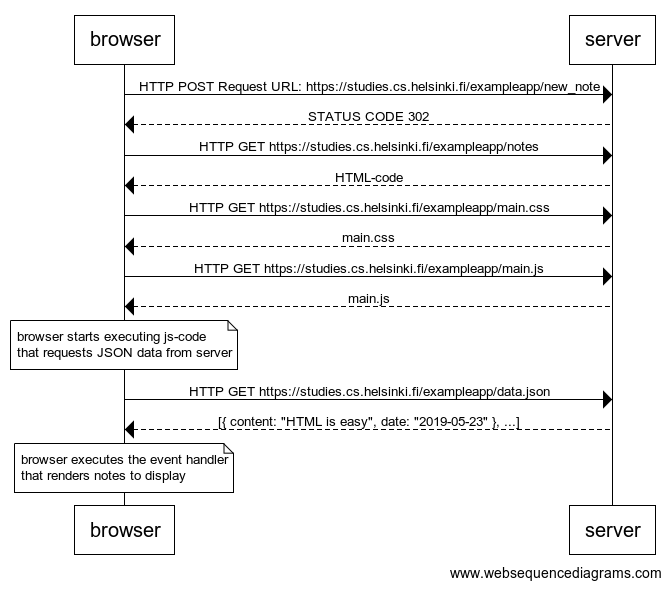 browser server
HTTP POST Request URL: https://studies.cs.helsinki.fi/exampleapp/new_note
STATUS CODE 302
HTTP GET https://studies.cs.helsinki.fi/exampleapp/notes
HTML-code
HTTP GET https://studies.cs.helsinki.fi/exampleapp/main.css
main.css
HTTP GET https://studies.cs.helsinki.fi/exampleapp/main.js
main.js
browser starts executing js-code
that requests JSON data from server
HTTP GET https://studies.cs.helsinki.fi/exampleapp/data.json
[{ content: "HTML is easy", date: "2019-05-23" }, ...]
browser executes the event handler
that renders notes to display
browser server
www.websequencediagrams.com